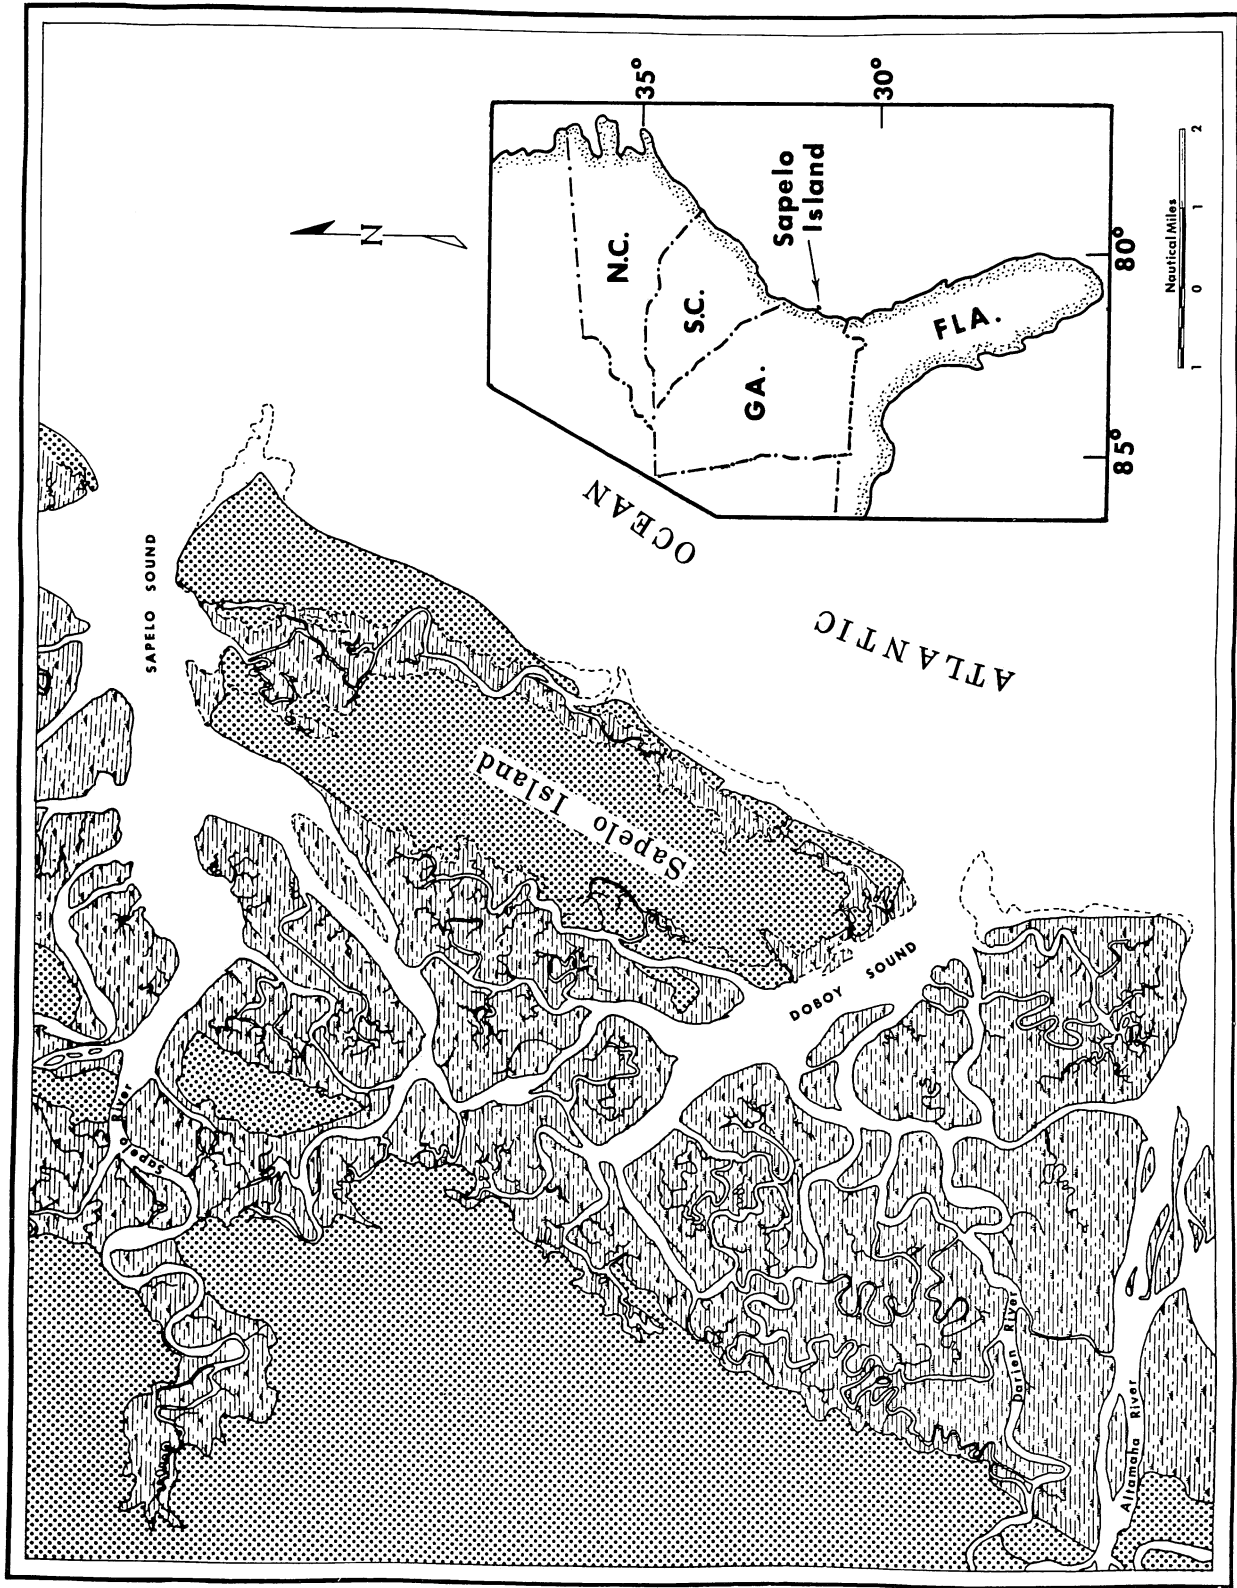 SAPELO SOUND
Sapelo River
Sapelo Island
DOBOY SOUND
Darien River
Altamaha River
ATLANTIC
OCEAN
N
35°
30°
N.C.
S.C.
GA.
FLA.
Sapelo
Island
85°
80°
Nautical Miles
1 0 1 2